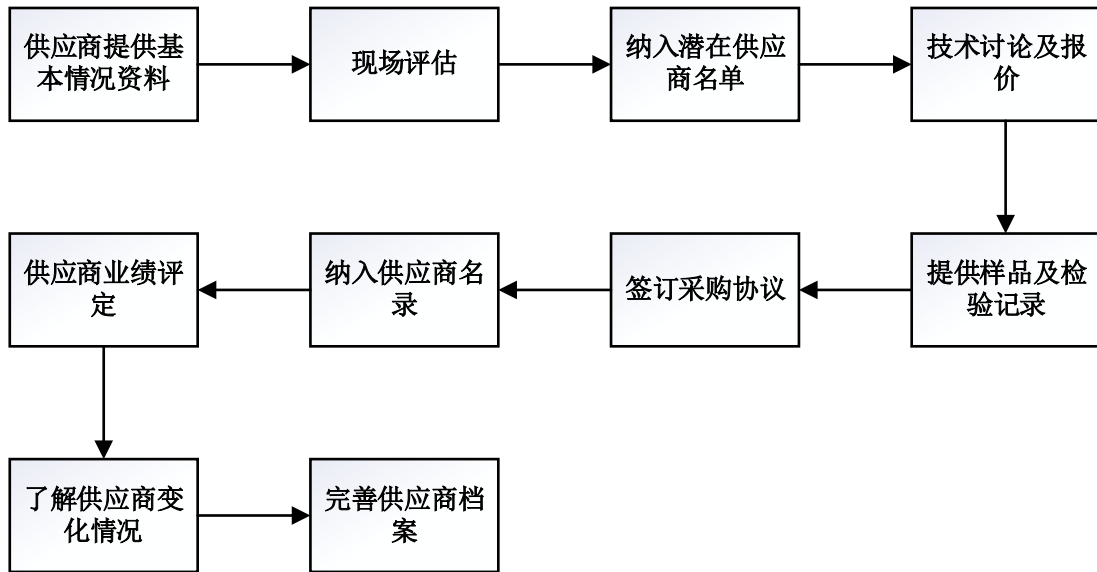 供应商提供基
本情况资料
现场评估
纳入潜在供应
商名单
技术讨论及报
价
提供样品及检
验记录
签订采购协议
纳入供应商名
录
供应商业绩评
定
了解供应商变
化情况
完善供应商档
案